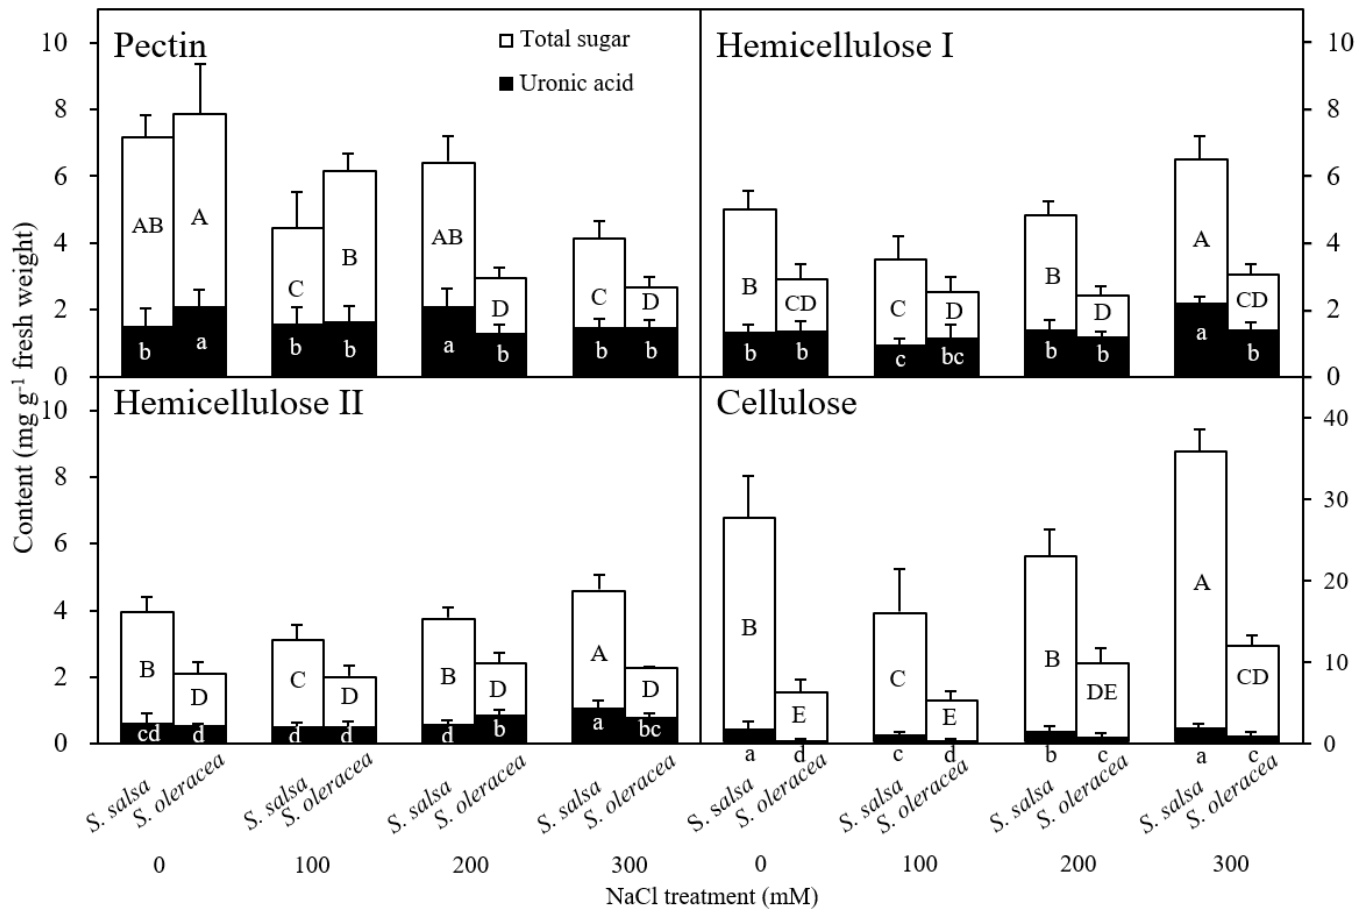 Pectin
Total sugar
Uronic acid
Hemicellulose I
10 10
8 8
6 6
4 4
2 2
0 0
AB A C B AB D C D
b a b b a b b b
B CD C D B D A CD
b b c bc b b a b
Content (mg g⁻¹ fresh weight)
Hemicellulose II
Cellulose
10 40
8 30
6 20
4 10
2
0 0
B D C D B D A D
cd d d d d b a bc
B E C E B DE A CD
a d c d b c a c
S. salsa S. oleracea S. salsa S. oleracea S. salsa S. oleracea S. salsa S. oleracea S. salsa S. oleracea S. salsa S. oleracea S. salsa S. oleracea S. salsa S. oleracea
0 100 200 300 0 100 200 300
NaCl treatment (mM)